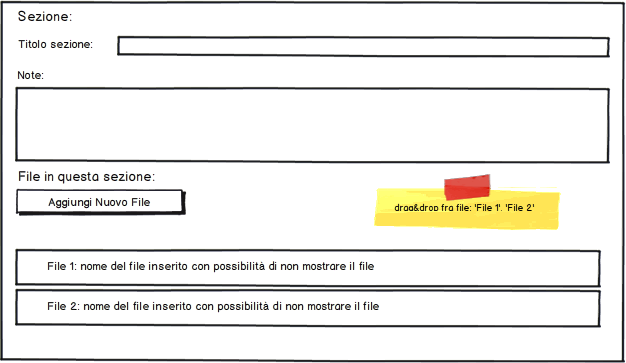 Sezione:
Titolo sezione:
Note:
File in questa sezione:
Aggiungi Nuovo File
drag&drop fra file: 'File 1'. 'File 2'
File 1: nome del file inserito con possibilità di non mostrare il file
File 2: nome del file inserito con possibilità di non mostrare il file